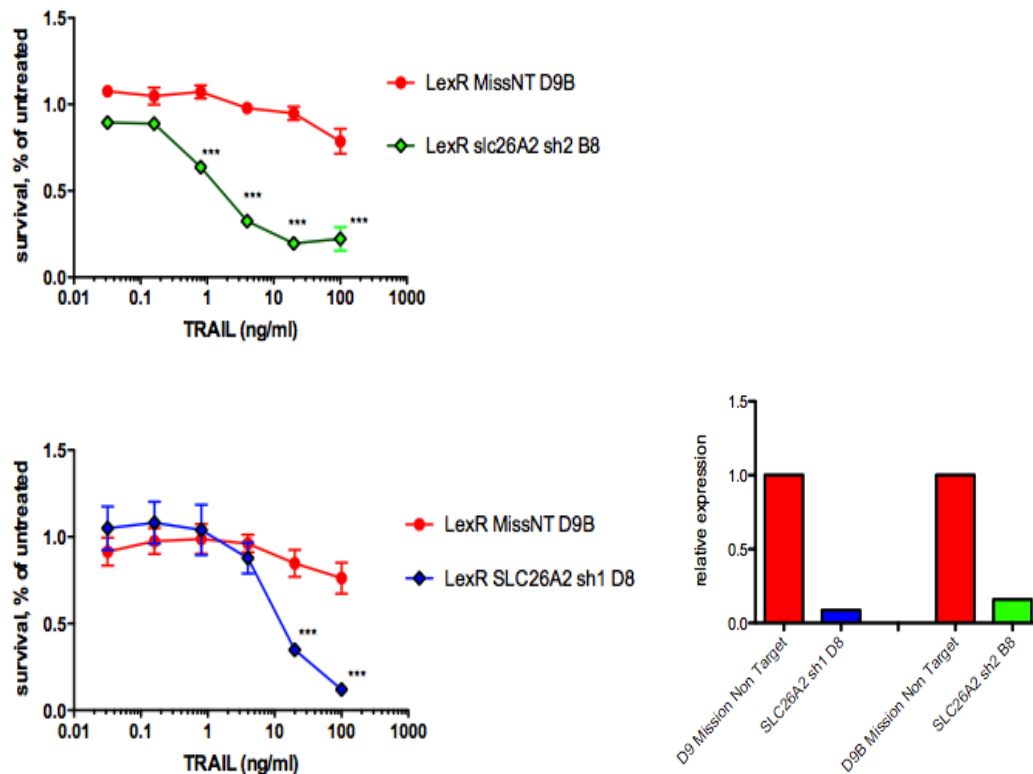 1.5
1.0
0.5
0.0
survival, % of untreated
***
***
***
***
0.01 0.1 1 10 100 1000
TRAIL (ng/ml)
LexR MissNT D9B
LexR slc26A2 sh2 B8
1.5
1.0
0.5
0.0
survival, % of untreated
***
***
0.01 0.1 1 10 100 1000
TRAIL (ng/ml)
LexR MissNT D9B
LexR SLC26A2 sh1 D8
1.5
1.0
0.5
0.0
relative expression
D9 Mission Non Target
SLC26A2 sh1 D8
D9B Mission Non Target
SLC26A2 sh2 B8